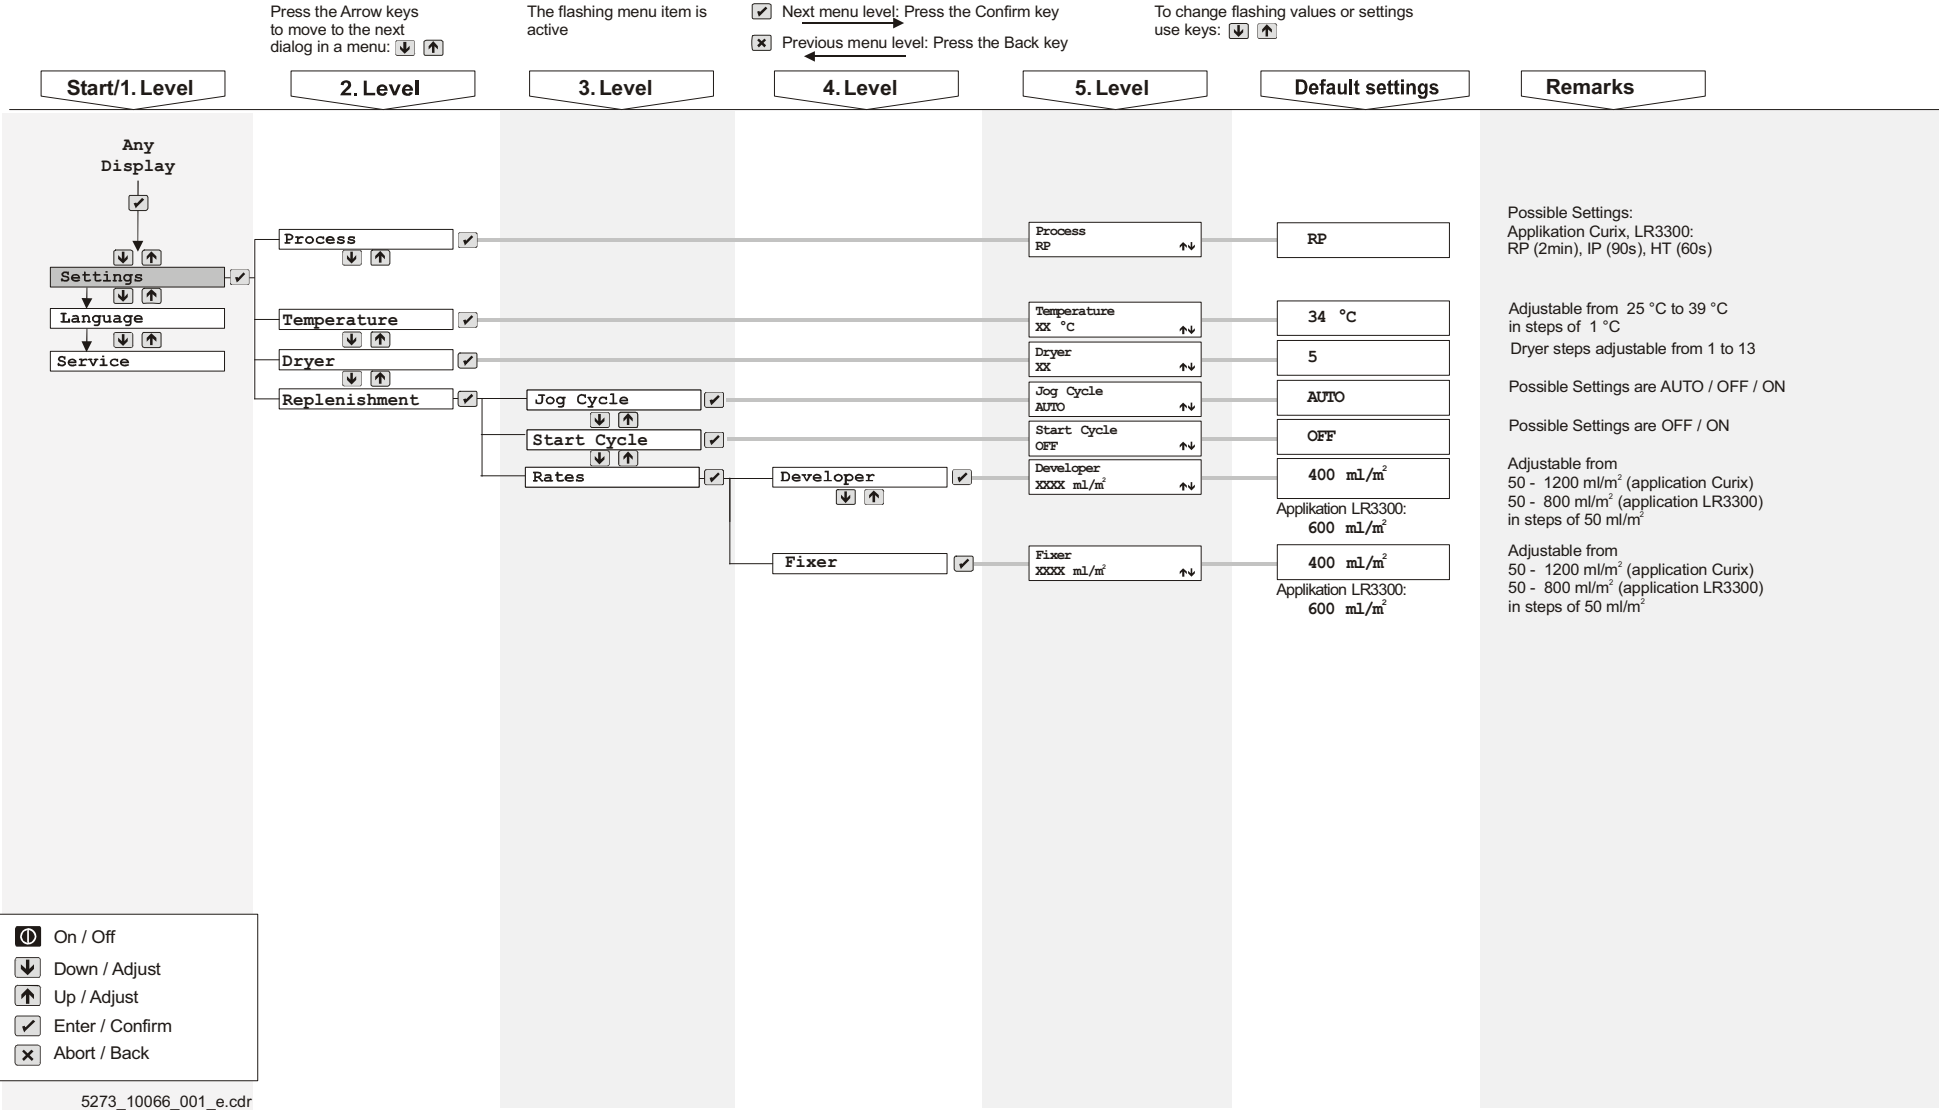 Press the Arrow keys
to move to the next
dialog in a menu:
The flashing menu item is
active
Next menu level: Press the Confirm key
Previous menu level: Press the Back key
To change flashing values or settings
use keys:
Start/1. Level
2. Level
3. Level
4. Level
5. Level
Default settings
Remarks
Any
Display
Settings
Language
Service
Process
Temperature
Dryer
Replenishment
Jog Cycle
Start Cycle
Rates
Developer
Fixer
Process
RP
Temperature
XX °C
Dryer
XX
Jog Cycle
AUTO
Start Cycle
OFF
Developer
XXXX ml/m²
Fixer
XXXX ml/m²
RP
34 °C
5
AUTO
OFF
400 ml/m²
Applikation LR3300:
600 ml/m²
400 ml/m²
Applikation LR3300:
600 ml/m²
Possible Settings:
Applikation Curix, LR3300:
RP (2min), IP (90s), HT (60s)
Adjustable from 25 °C to 39 °C
in steps of 1 °C
Dryer steps adjustable from 1 to 13
Possible Settings are AUTO / OFF / ON
Possible Settings are OFF / ON
Adjustable from
50 - 1200 ml/m² (application Curix)
50 - 800 ml/m² (application LR3300)
in steps of 50 ml/m²
Adjustable from
50 - 1200 ml/m² (application Curix)
50 - 800 ml/m² (application LR3300)
in steps of 50 ml/m²
On / Off
Down / Adjust
Up / Adjust
Enter / Confirm
Abort / Back
5273_10066_001_e.cdr